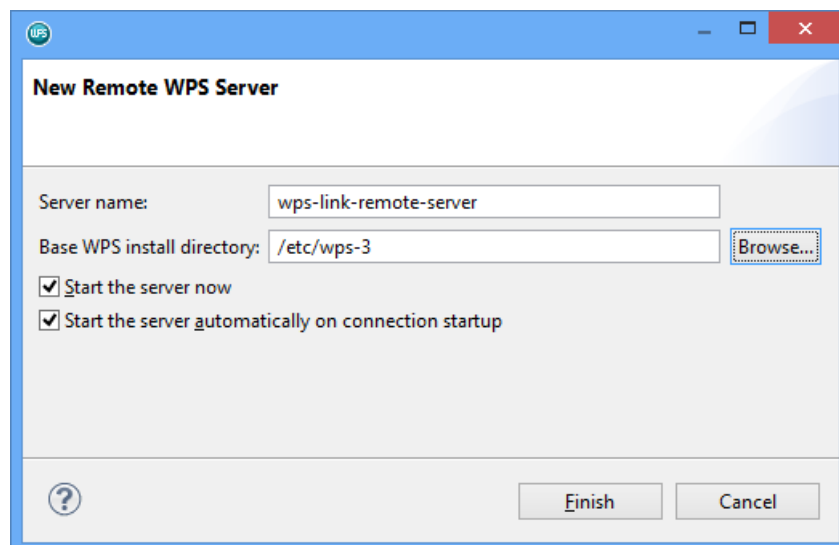 WPS
New Remote WPS Server
Server name: wps-link-remote-server
Base WPS install directory: /etc/wps-3 Browse...
Start the server now
Start the server automatically on connection startup
? Finish Cancel